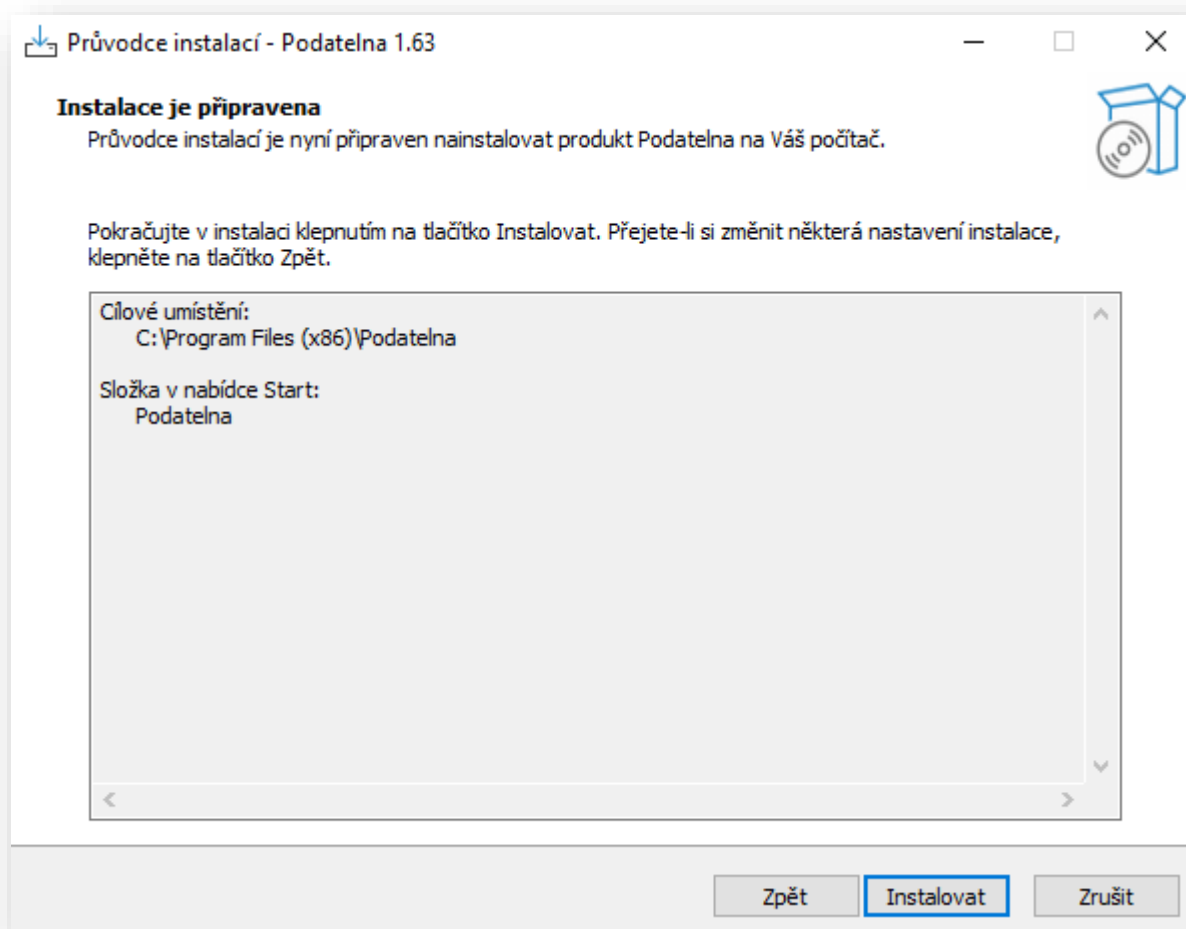 Průvodce instalací - Podatelna 1.63
Instalace je připravena
Průvodce instalací je nyní připraven nainstalovat produkt Podatelna na Váš počítač.
Pokračujte v instalaci klepnutím na tlačítko Instalovat. Přejete-li si změnit některá nastavení instalace,
klepněte na tlačítko Zpět.
Cílové umístění:
C:\Program Files (x86)\Podatelna
Složka v nabídce Start:
Podatelna
Zpět Instalovat Zrušit